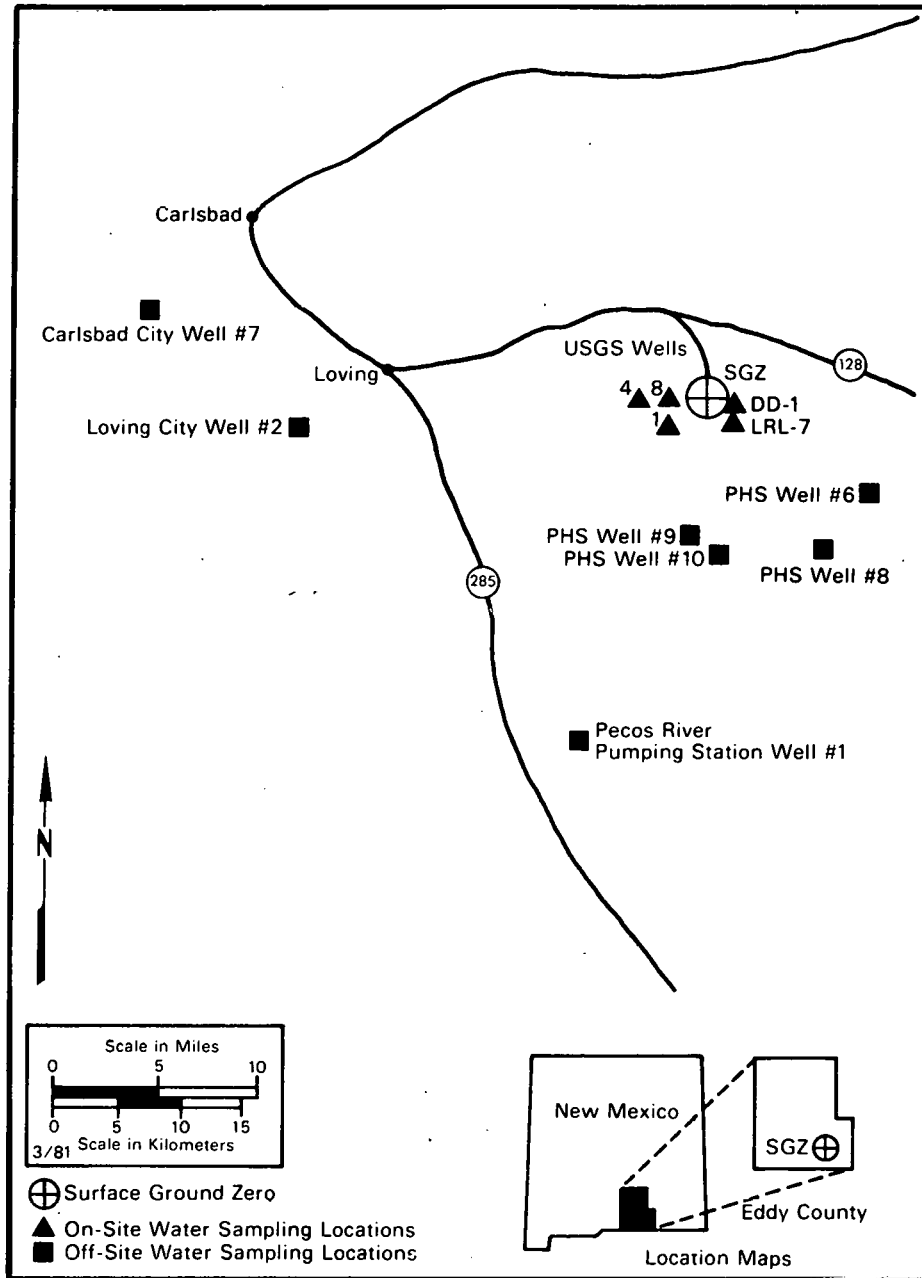 Carlsbad
Carlsbad City Well #7
USGS Wells
Loving
SGZ
128
4 8
DD-1
1
LRL-7
Loving City Well #2
PHS Well #6
PHS Well #9
PHS Well #10
PHS Well #8
285
Pecos River
Pumping Station Well #1
N
Scale in Miles
0 5 10
0 5 10 15
Scale in Kilometers
3/81
Surface Ground Zero
On-Site Water Sampling Locations
Off-Site Water Sampling Locations
New Mexico
SGZ
Eddy County
Location Maps